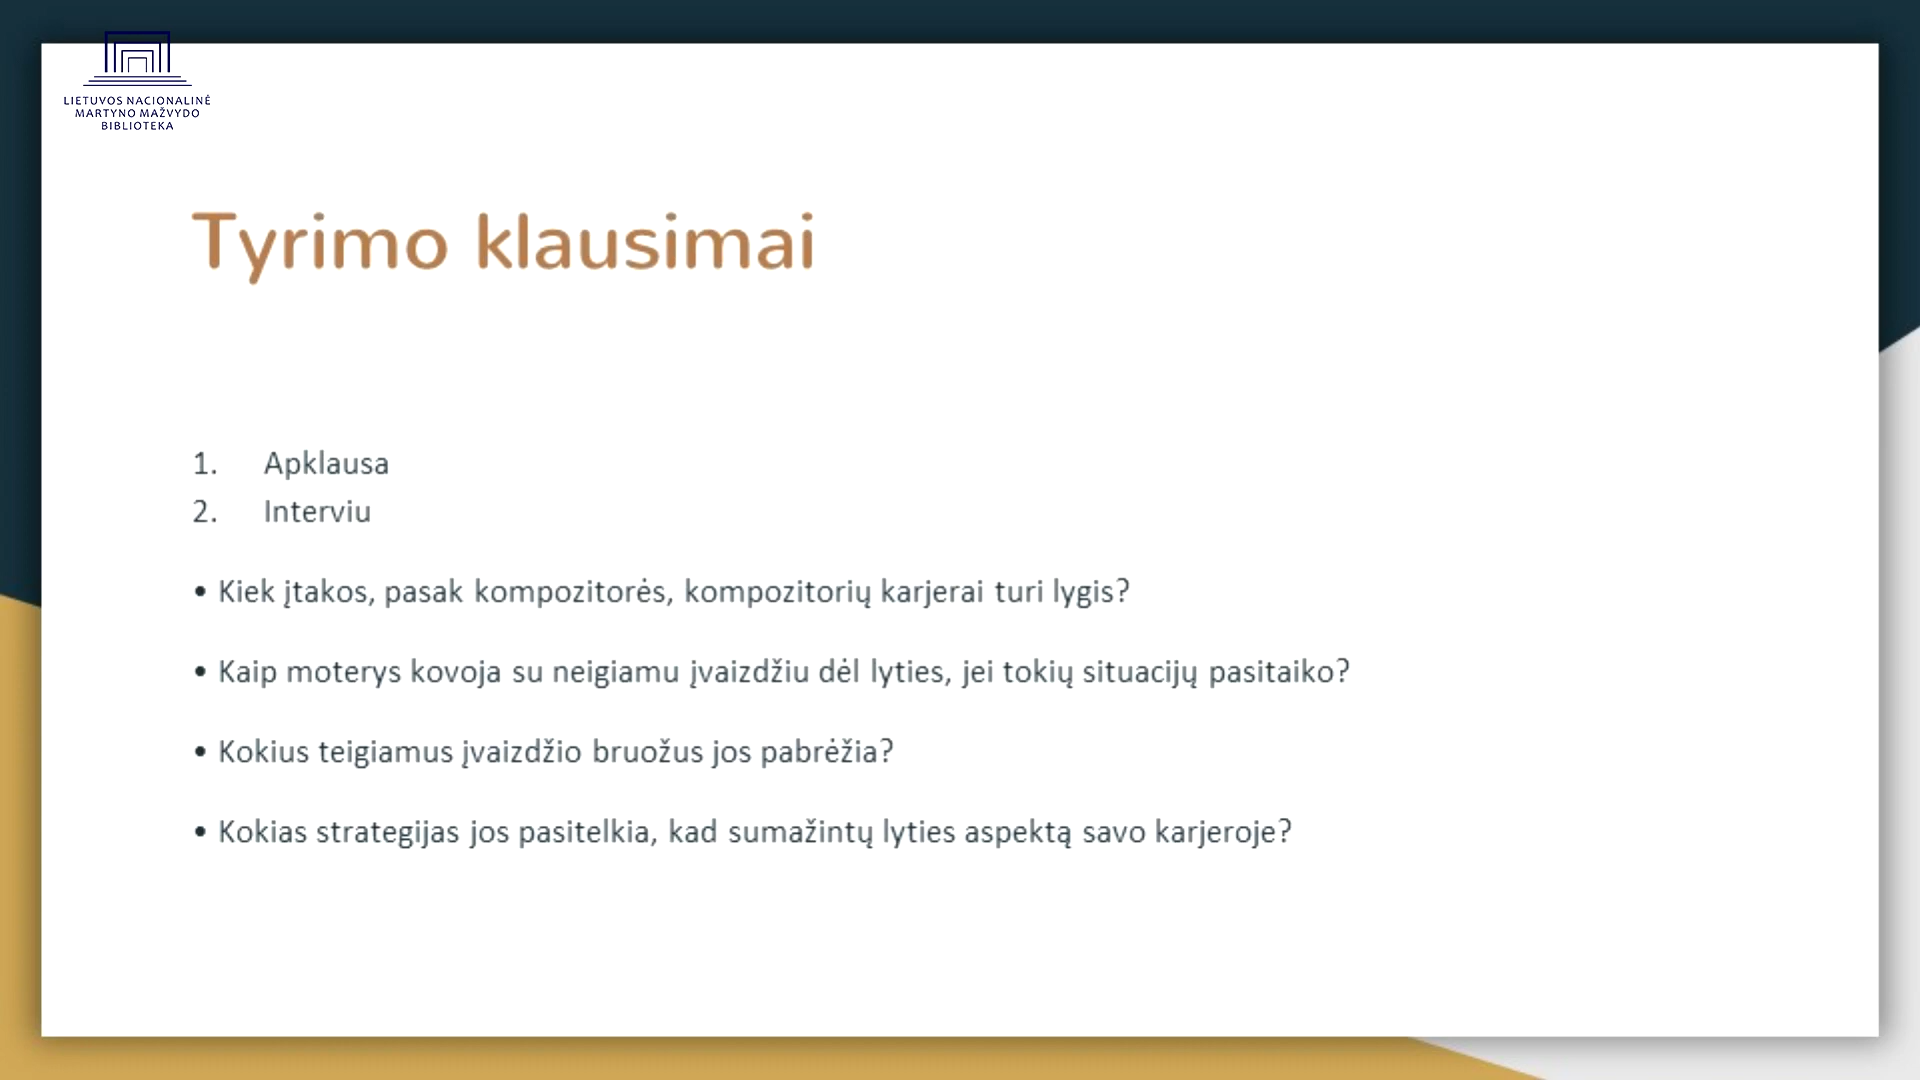 LIETUVOS NACIONALINĖ
MARTYNO MAŽVYDO
BIBLIOTEKA
Tyrimo klausimai
1. Apklausa
2. Interviu
• Kiek įtakos, pasak kompozitorės, kompozitorių karjerai turi lygis?
• Kaip moterys kovoja su neigiamu įvaizdžiu dėl lyties, jei tokių situacijų pasitaiko?
• Kokius teigiamus įvaizdžio bruožus jos pabrėžia?
• Kokias strategijas jos pasitelkia, kad sumažintų lyties aspektą savo karjeroje?